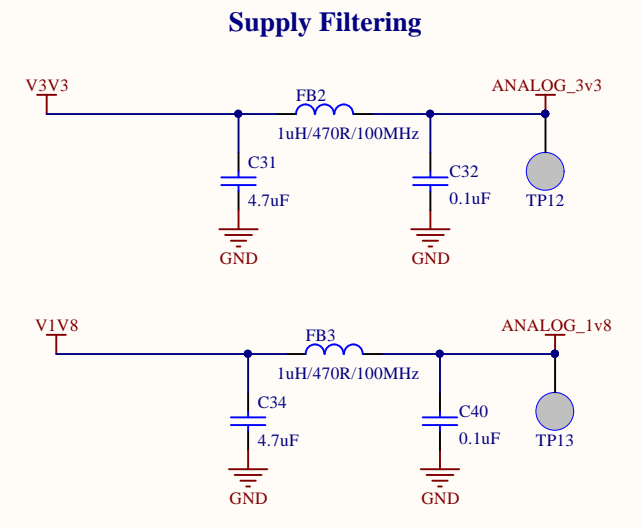 Supply Filtering
V3V3
FB2
ANALOG_3v3
1uH/470R/100MHz
C31
4.7uF
C32
0.1uF
TP12
GND
GND
V1V8
FB3
ANALOG_1v8
1uH/470R/100MHz
C34
4.7uF
C40
0.1uF
TP13
GND
GND